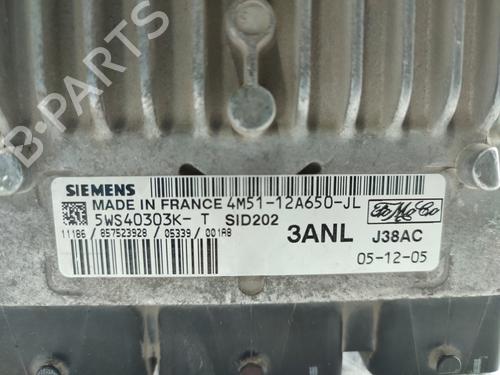 B-PARTS
SIEMENS
MADE IN FRANCE 4M51-12A650-JL
5WS40303K- T SID202
FoMoCo
11186 / 857523928 / 05339 / 001A8
3ANL J38AC
05-12-05